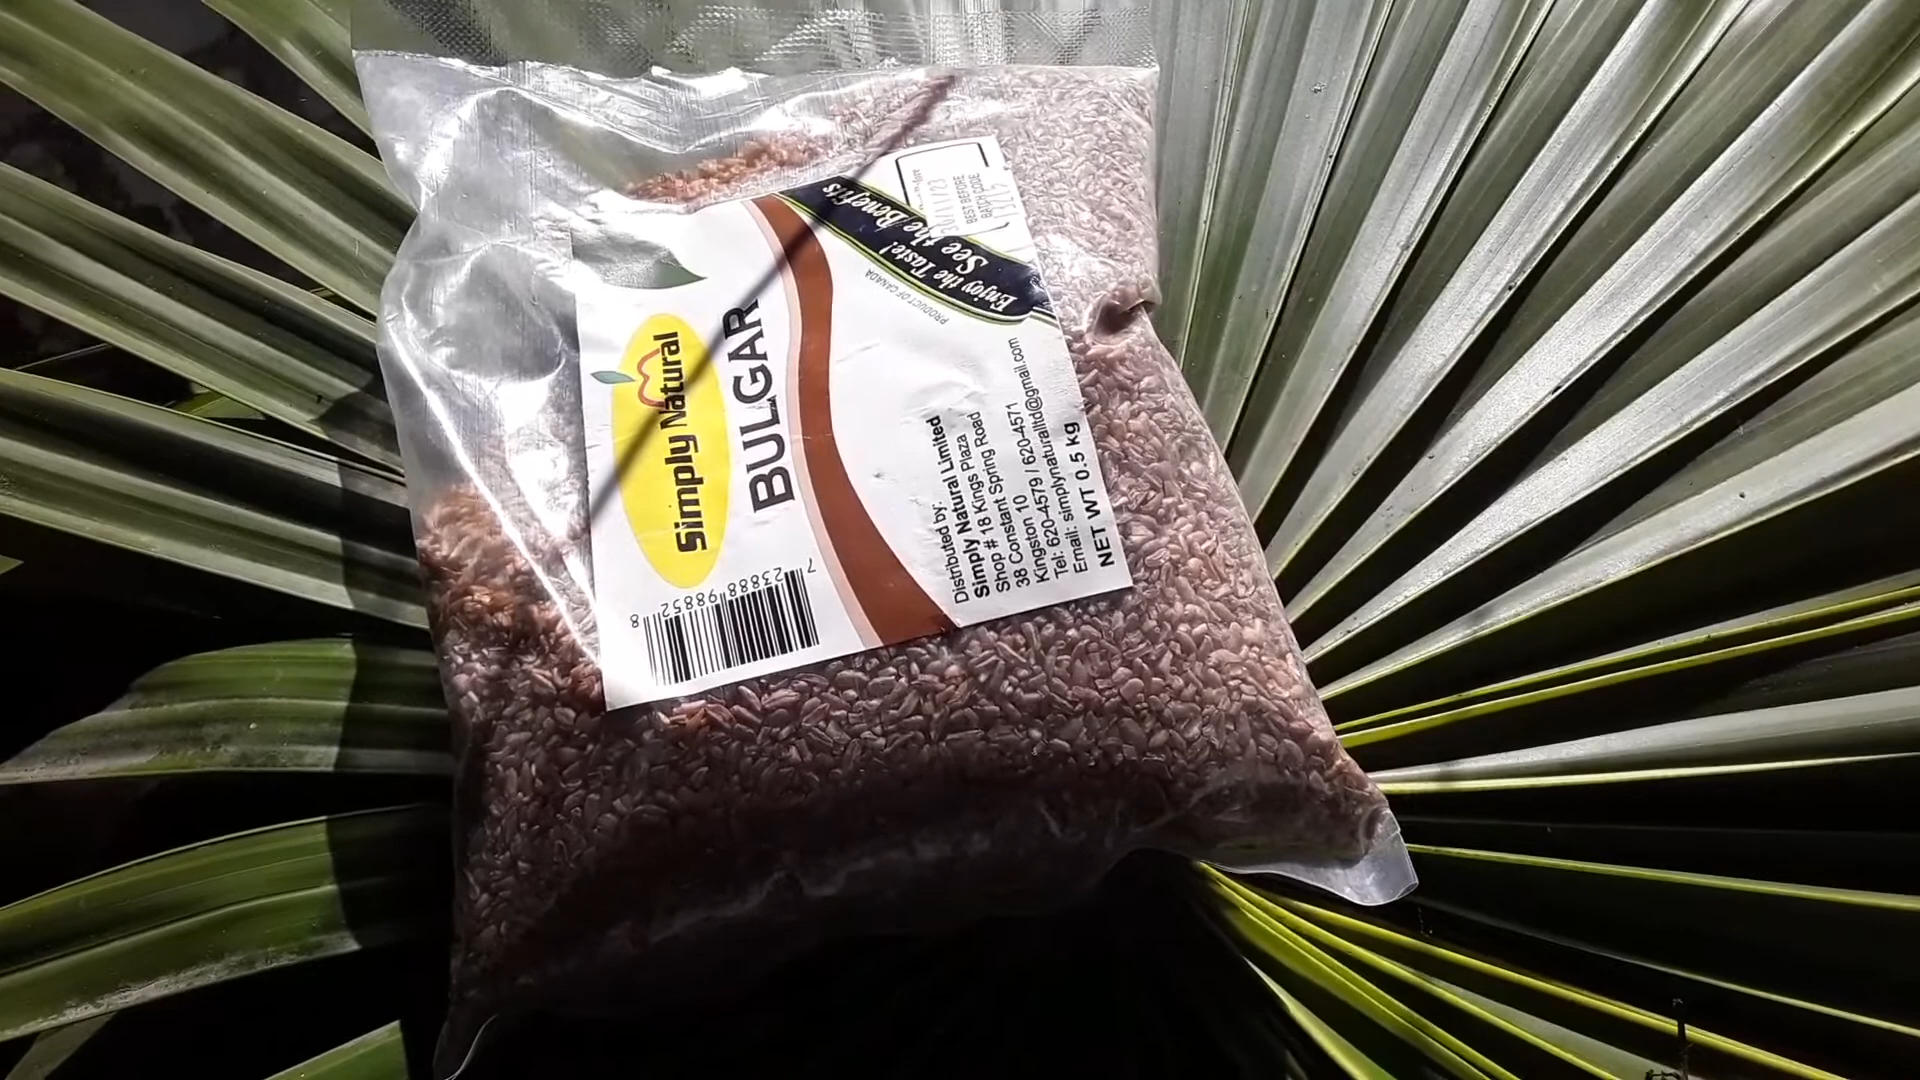 Simply Natural
BULGAR
Enjoy the Taste!
See the benefits
PRODUCT OF CANADA
BEST BEFORE
BATCH CODE
Distributed by:
Simply Natural Limited
Shop # 18 Kings Plaza
38 Constant Spring Road
Kingston 10
Tel: 620-4579 / 620-4571
Email: simplynaturalltd@gmail.com
NET WT 0.5 kg
7 23888 98852 8